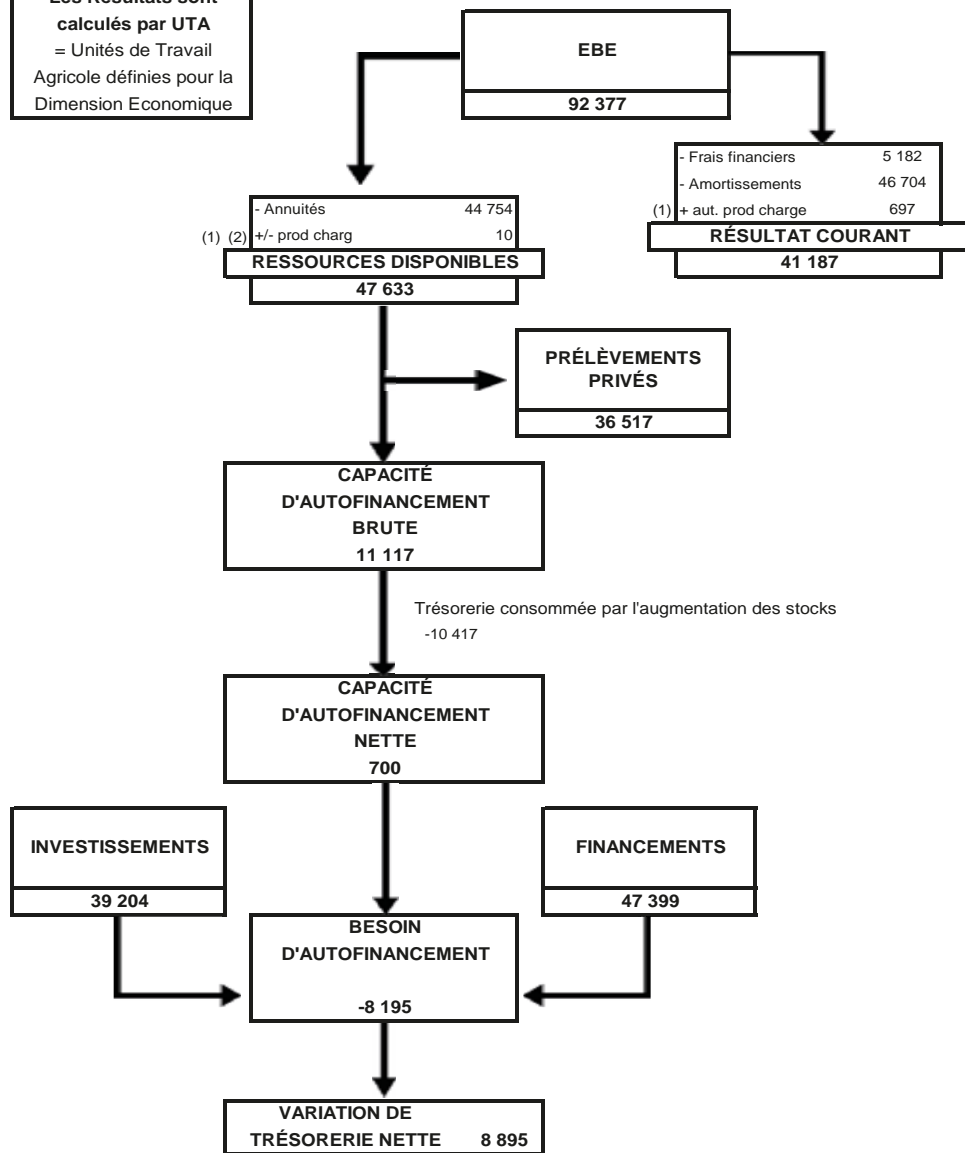 Les Résultats sont
calculés par UTA
= Unités de Travail
Agricole définies pour la
Dimension Economique
EBE
92 377
- Frais financiers 5 182
- Amortissements 46 704
(1) + aut. prod charge 697
RÉSULTAT COURANT
41 187
- Annuités 44 754
(1) (2) +/- prod charg 10
RESSOURCES DISPONIBLES
47 633
PRÉLÈVEMENTS
PRIVÉS
36 517
CAPACITÉ
D'AUTOFINANCEMENT
BRUTE
11 117
Trésorerie consommée par l'augmentation des stocks
-10 417
CAPACITÉ
D'AUTOFINANCEMENT
NETTE
700
INVESTISSEMENTS
39 204
FINANCEMENTS
47 399
BESOIN
D'AUTOFINANCEMENT
-8 195
VARIATION DE
TRÉSORERIE NETTE 8 895